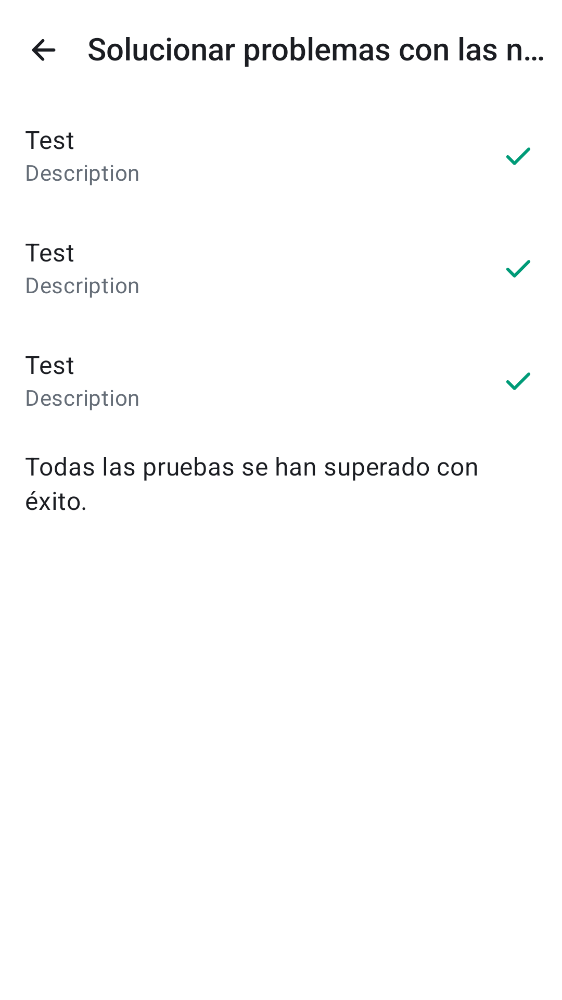 Solucionar problemas con las n...
Test
Description
Test
Description
Test
Description
Todas las pruebas se han superado con
éxito.